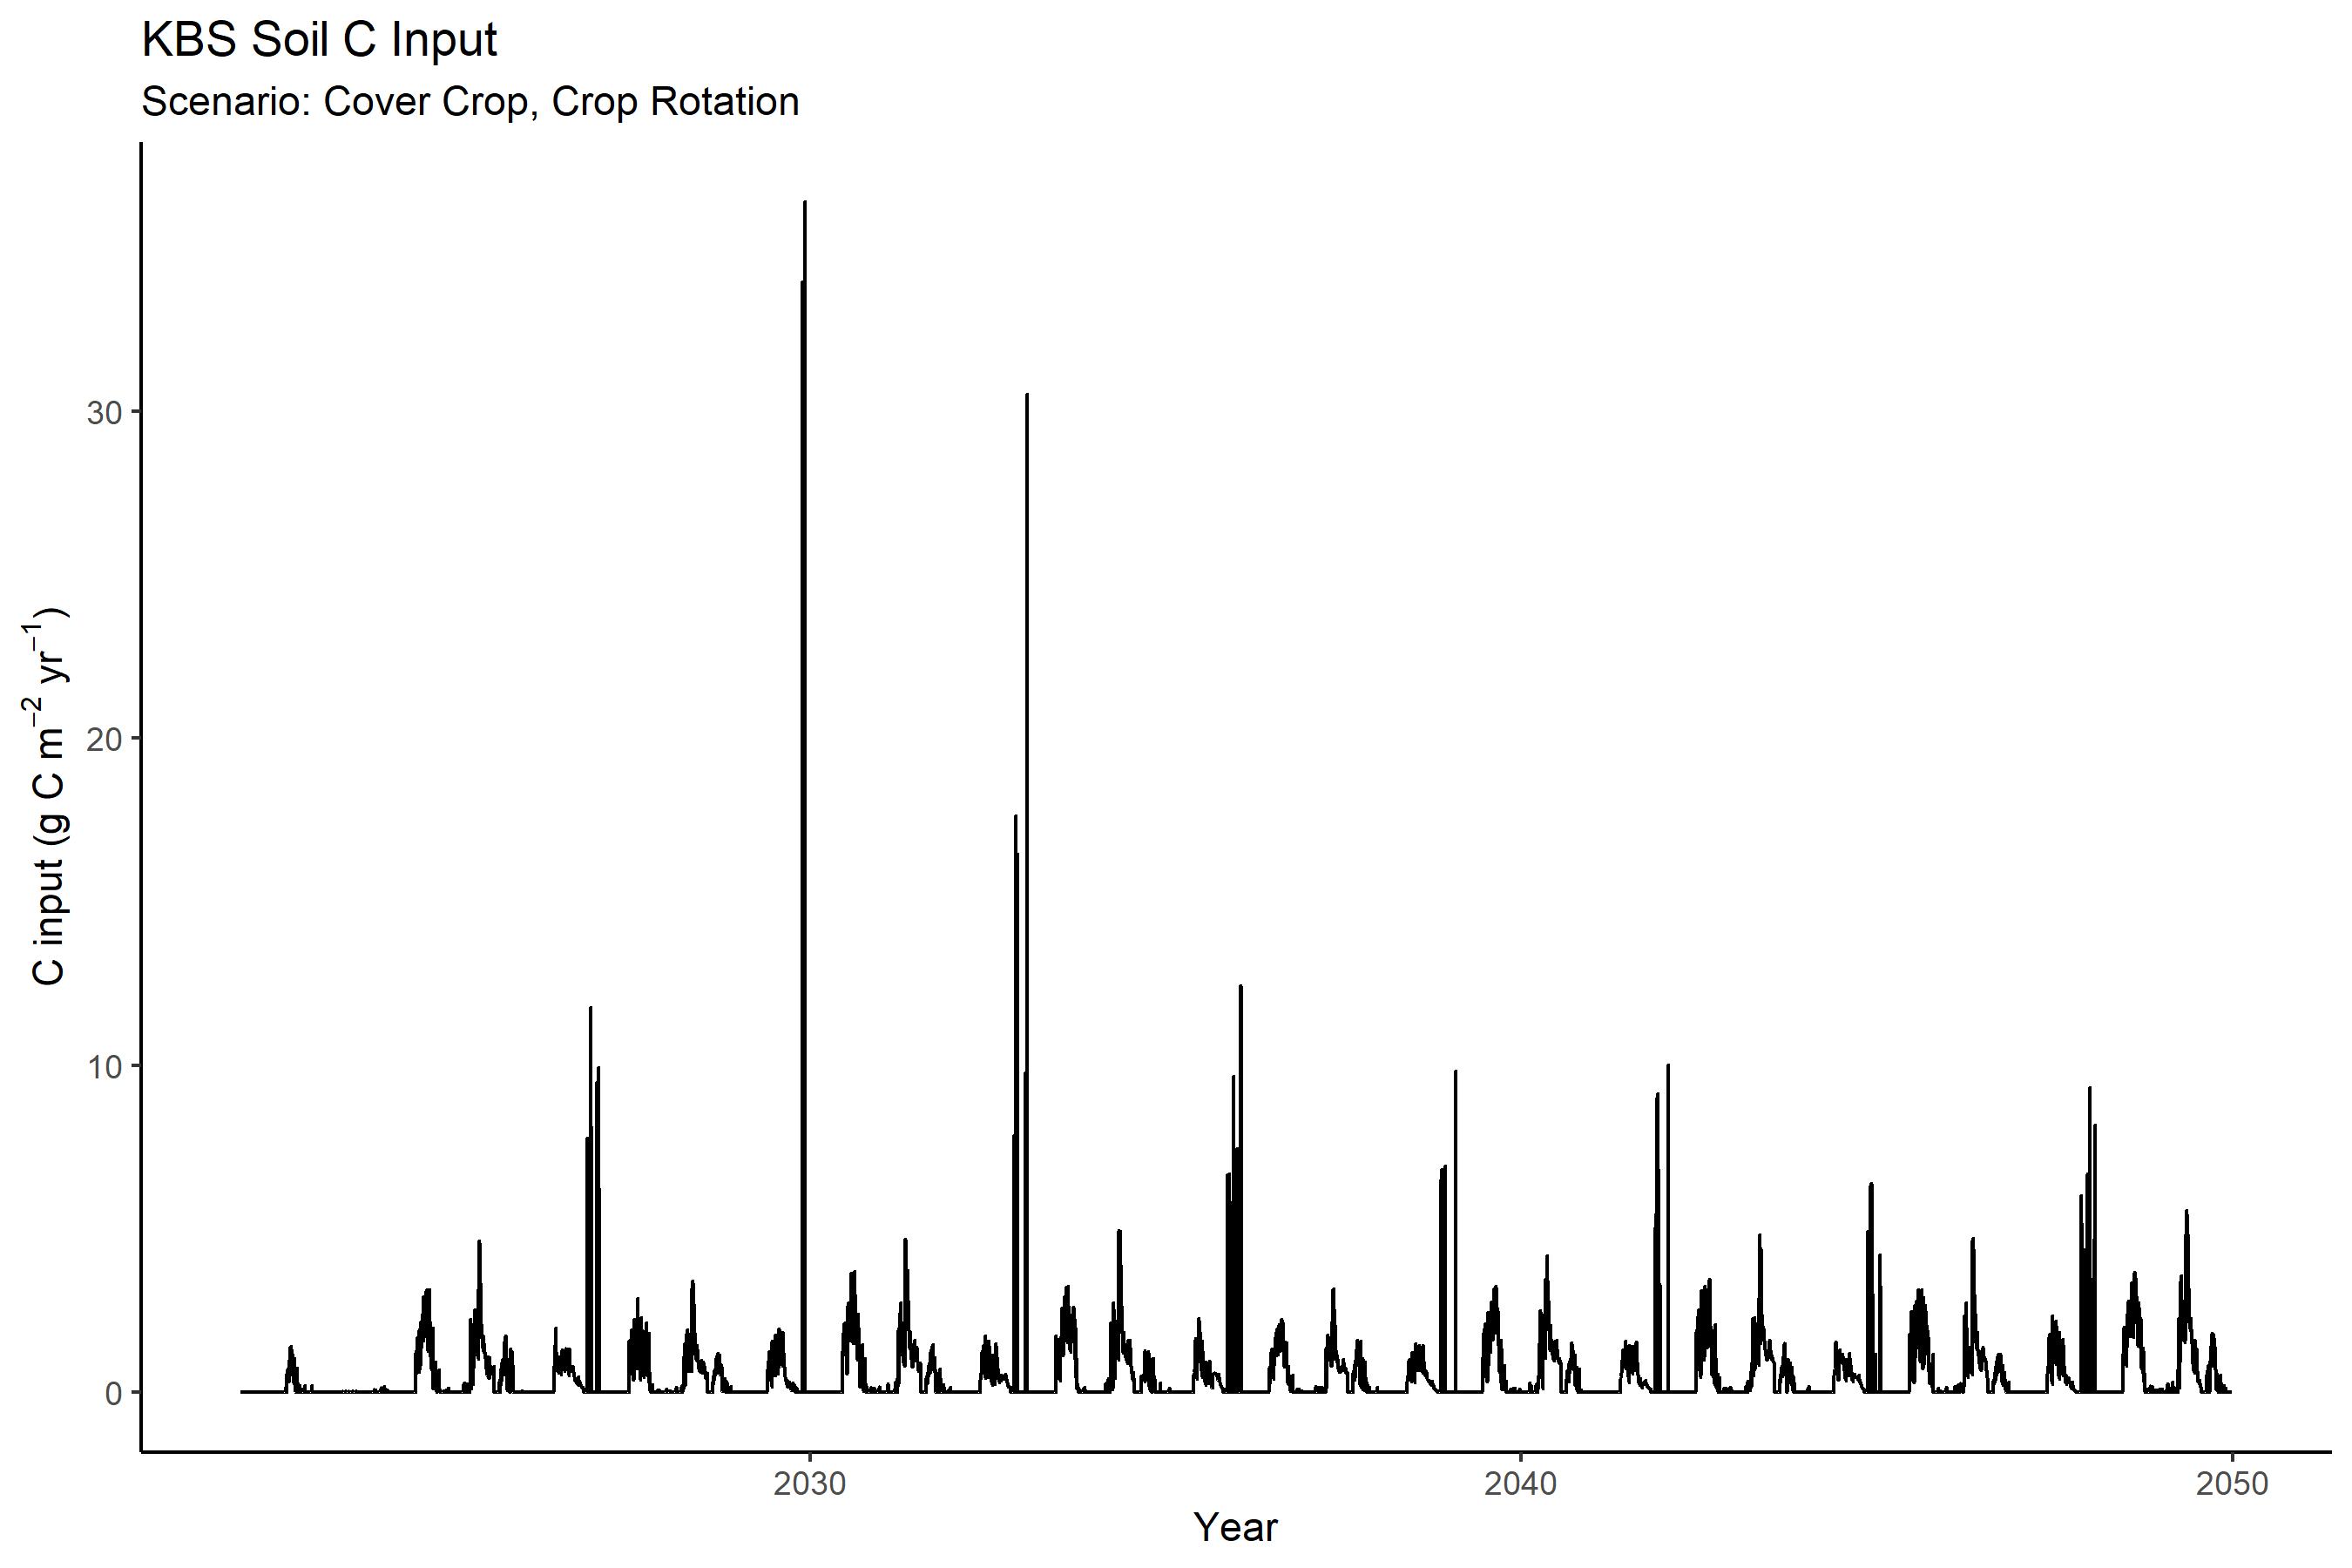 KBS Soil C Input
Scenario: Cover Crop, Crop Rotation
C input (g C m⁻² yr⁻¹)
30
20
10
0
2030
2040
2050
Year